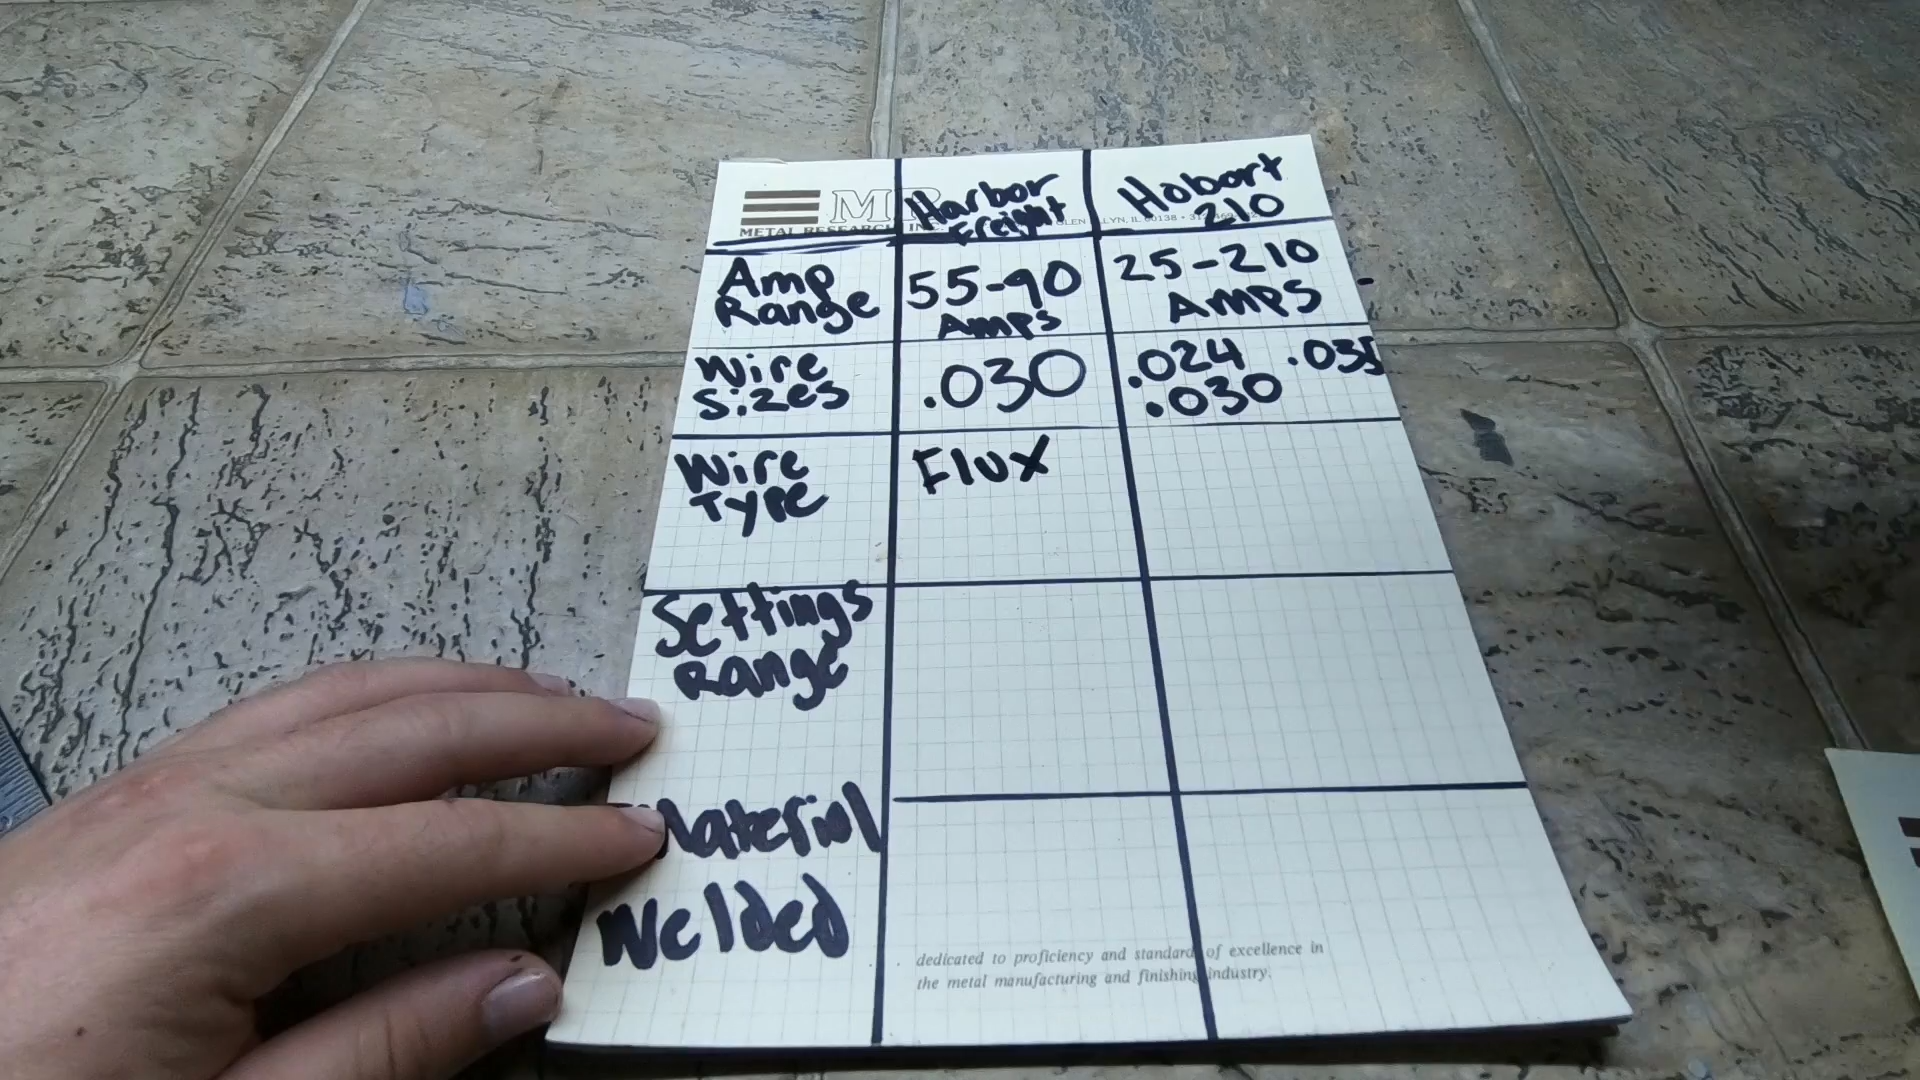 Harbor
Freight
Hobart
210
METAL RESEARCH, INC.
Amp
Range
55-90
Amps
25-210
AMPS
Wire
Sizes
.030
.024 .035
.030
Wire
Type
Flux
Settings
Range
Material
Welded
dedicated to proficiency and standard of excellence in
the metal manufacturing and finishing industry.